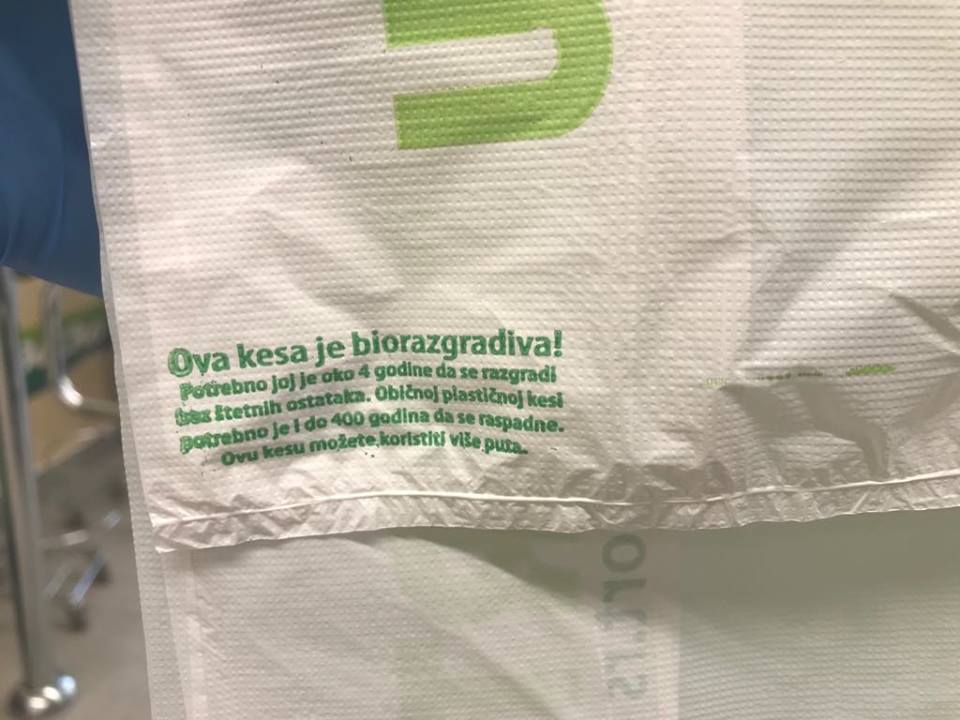 Ova kesa je biorazgradiva!
Potrebno joj je oko 4 godine da se razgradi
bez štetnih ostataka. Običnoj plastičnoj kesi
potrebno je i do 400 godina da se raspadne.
Ovu kesu možete koristiti više puta.